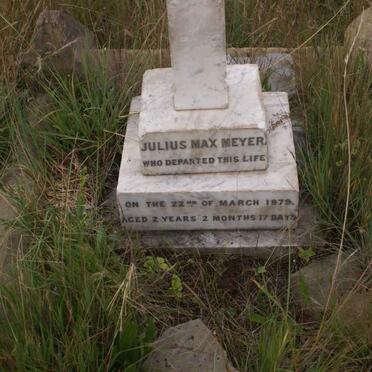 JULIUS MAX MEYER
WHO DEPARTED THIS LIFE
ON THE 22ND OF MARCH 1879,
AGED 2 YEARS 2 MONTHS 17 DAYS